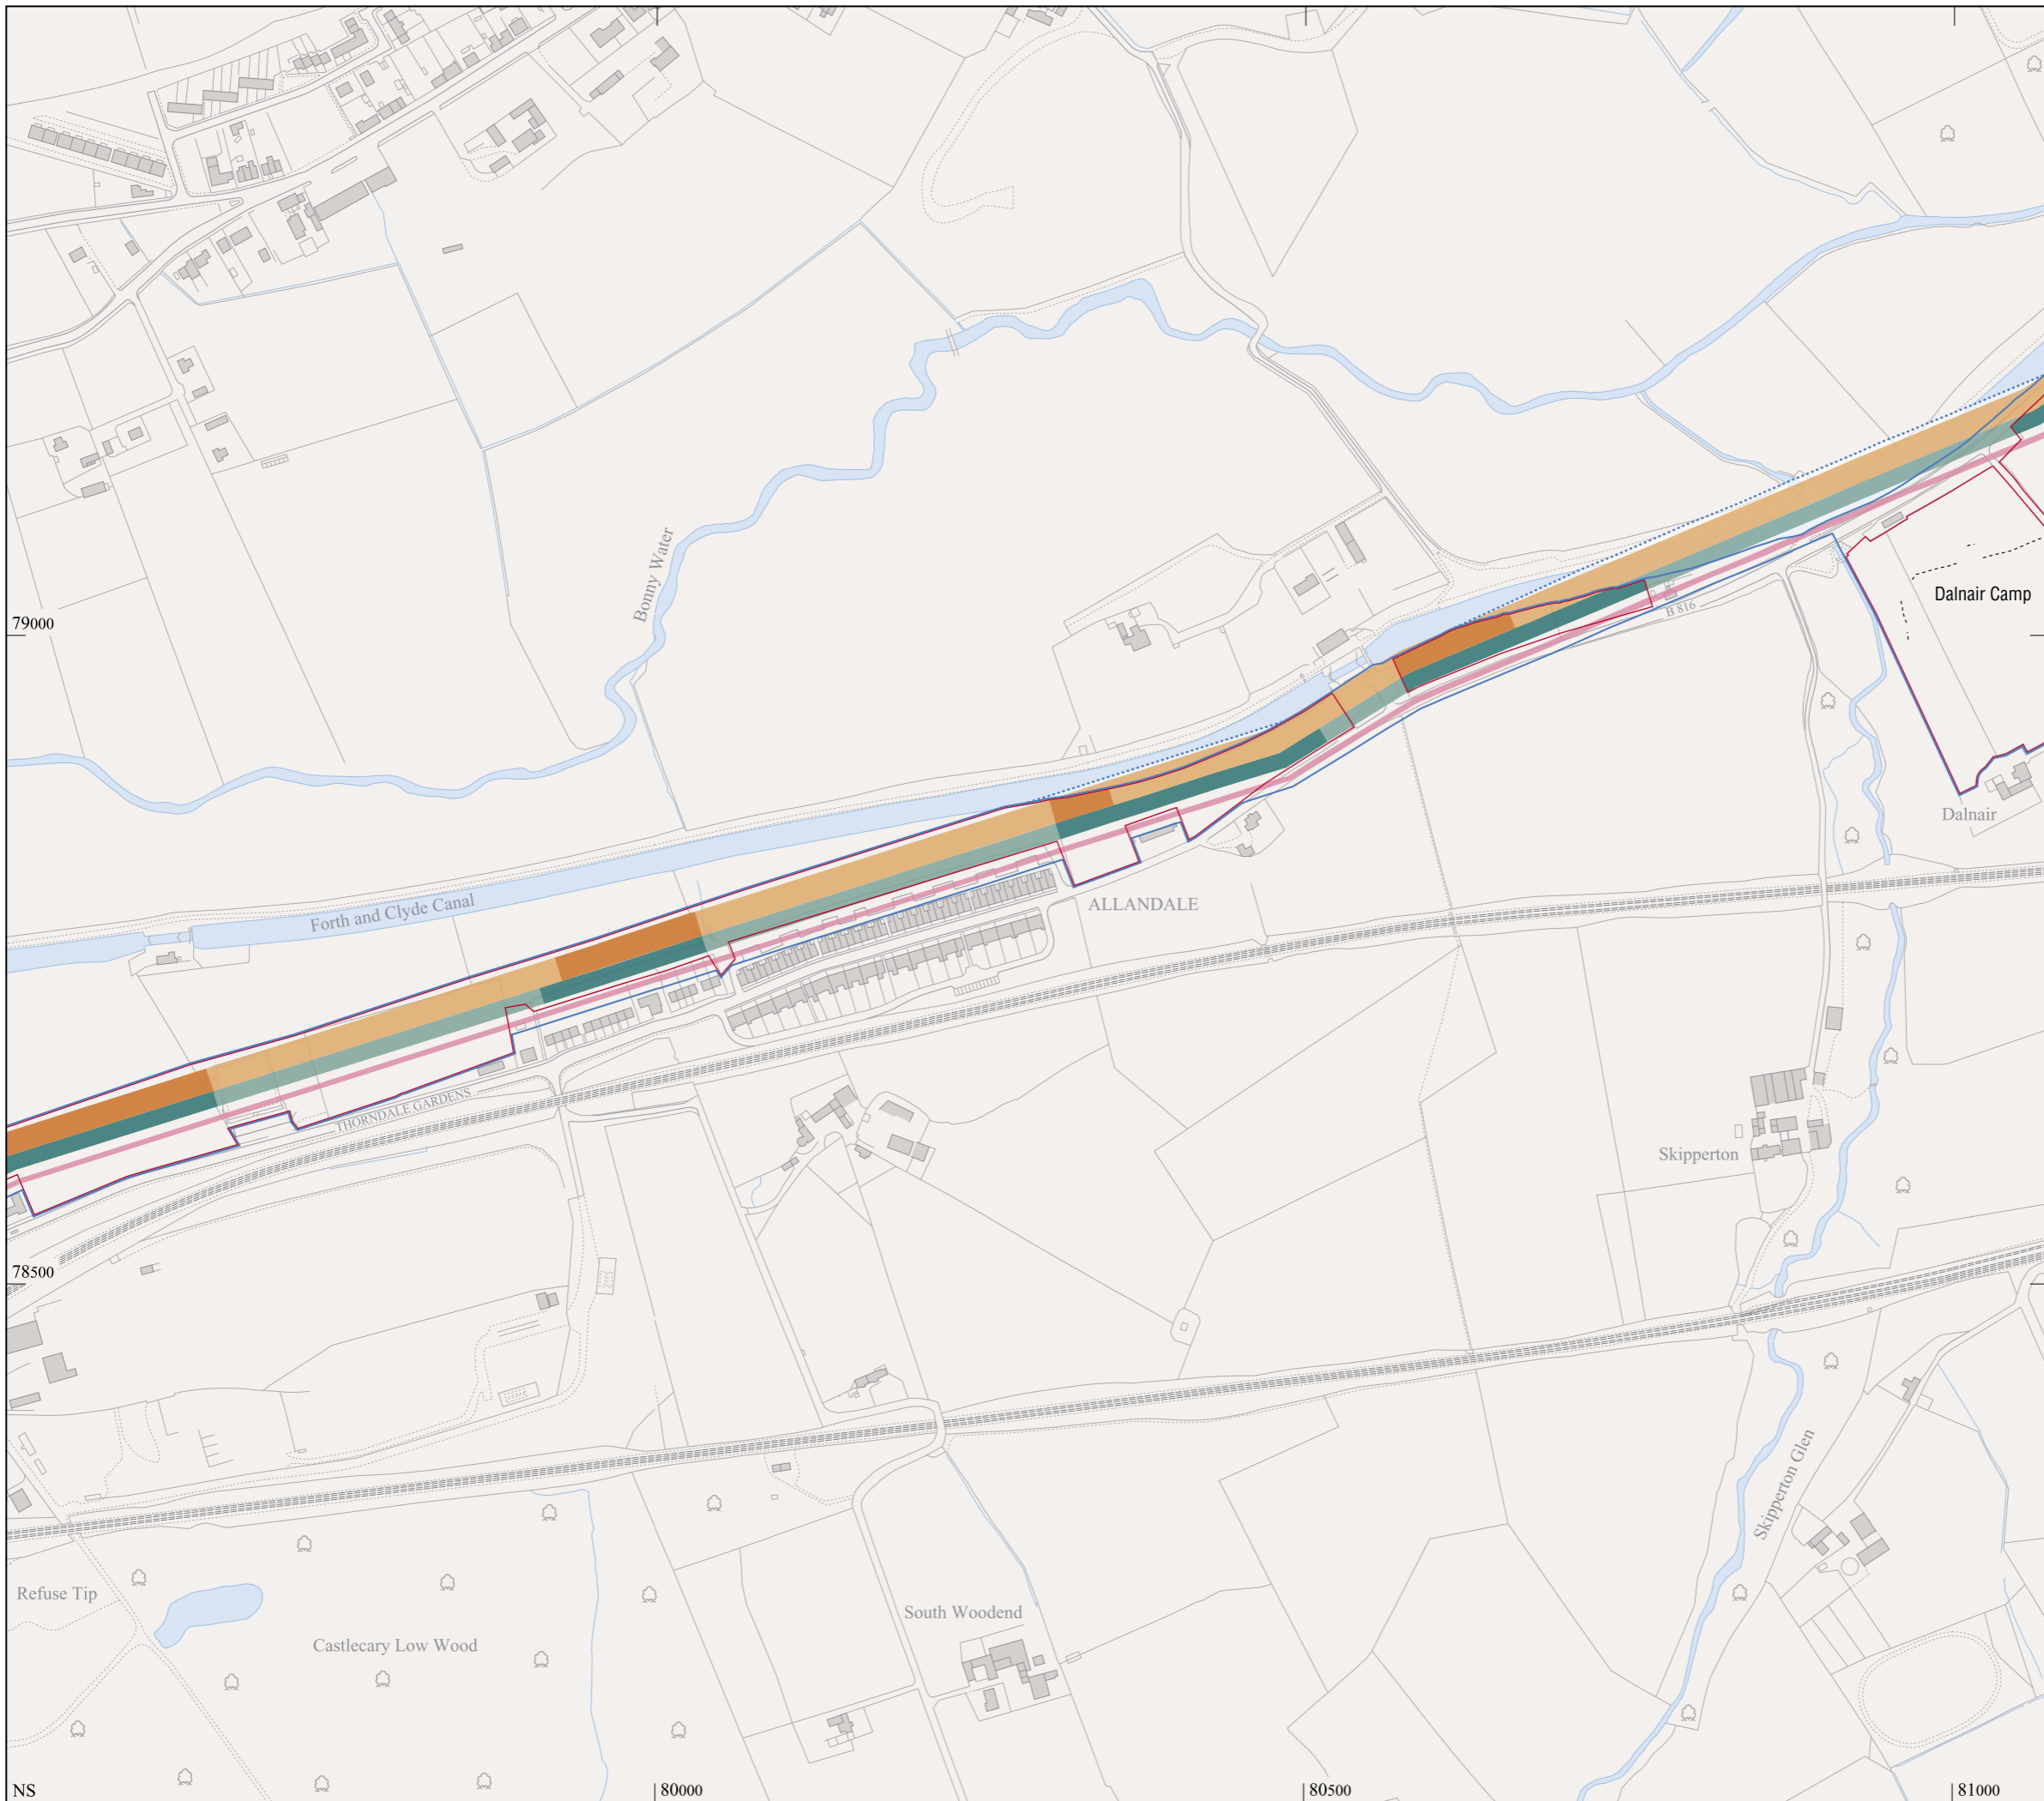 Bonny Water
79000
B 816
Dalnair Camp
Dalnair
ALLANDALE
Forth and Clyde Canal
THORNDALE GARDENS
Skipperton
78500
Skipperton Glen
Refuse Tip
South Woodend
Castlecary Low Wood
NS
80000
80500
81000